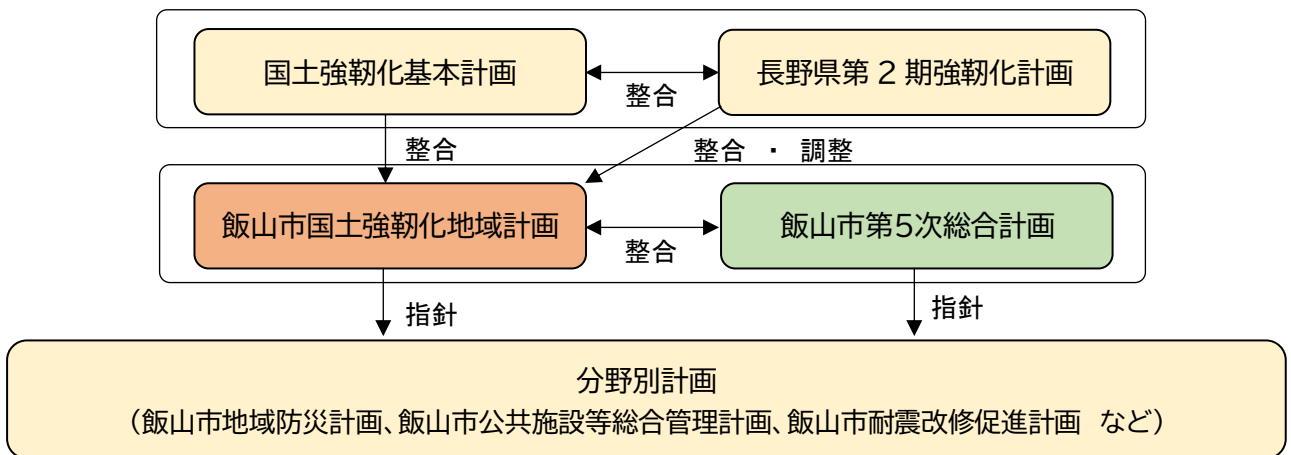 国土強靭化基本計画
長野県第２期強靭化計画
整合
整合
整合 ・ 調整
飯山市国土強靭化地域計画
飯山市第5次総合計画
整合
指針
指針
分野別計画
（飯山市地域防災計画、飯山市公共施設等総合管理計画、飯山市耐震改修促進計画 など）